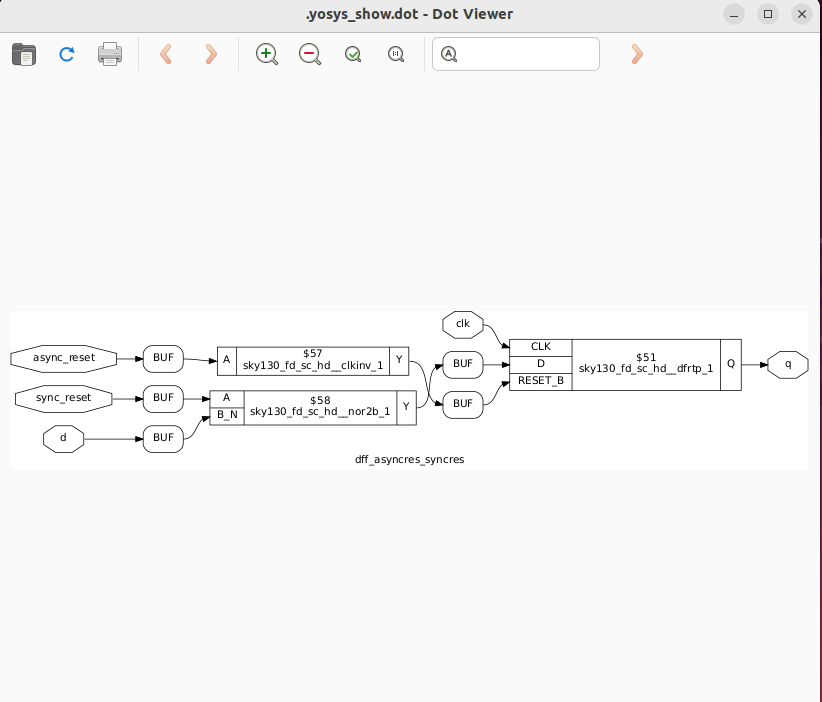 .yosys_show.dot - Dot Viewer
clk
async_reset
BUF
A
$57
sky130_fd_sc_hd__clkinv_1
Y
sync_reset
BUF
A
B_N
$58
sky130_fd_sc_hd__nor2b_1
Y
d
BUF
BUF
BUF
CLK
D
RESET_B
$51
sky130_fd_sc_hd__dfrtp_1
Q
q
dff_asyncres_syncres